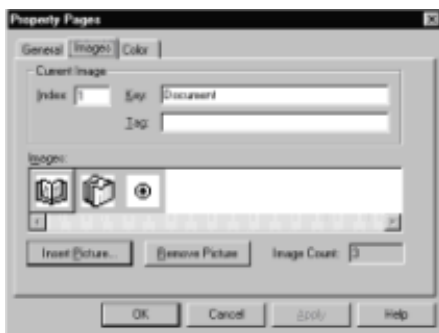 Property Pages
General Images Color
Current Image
Index: 1 Key: Document
Tag:
Images:
Insert Picture... Remove Picture Image Count: 3
OK Cancel Apply Help